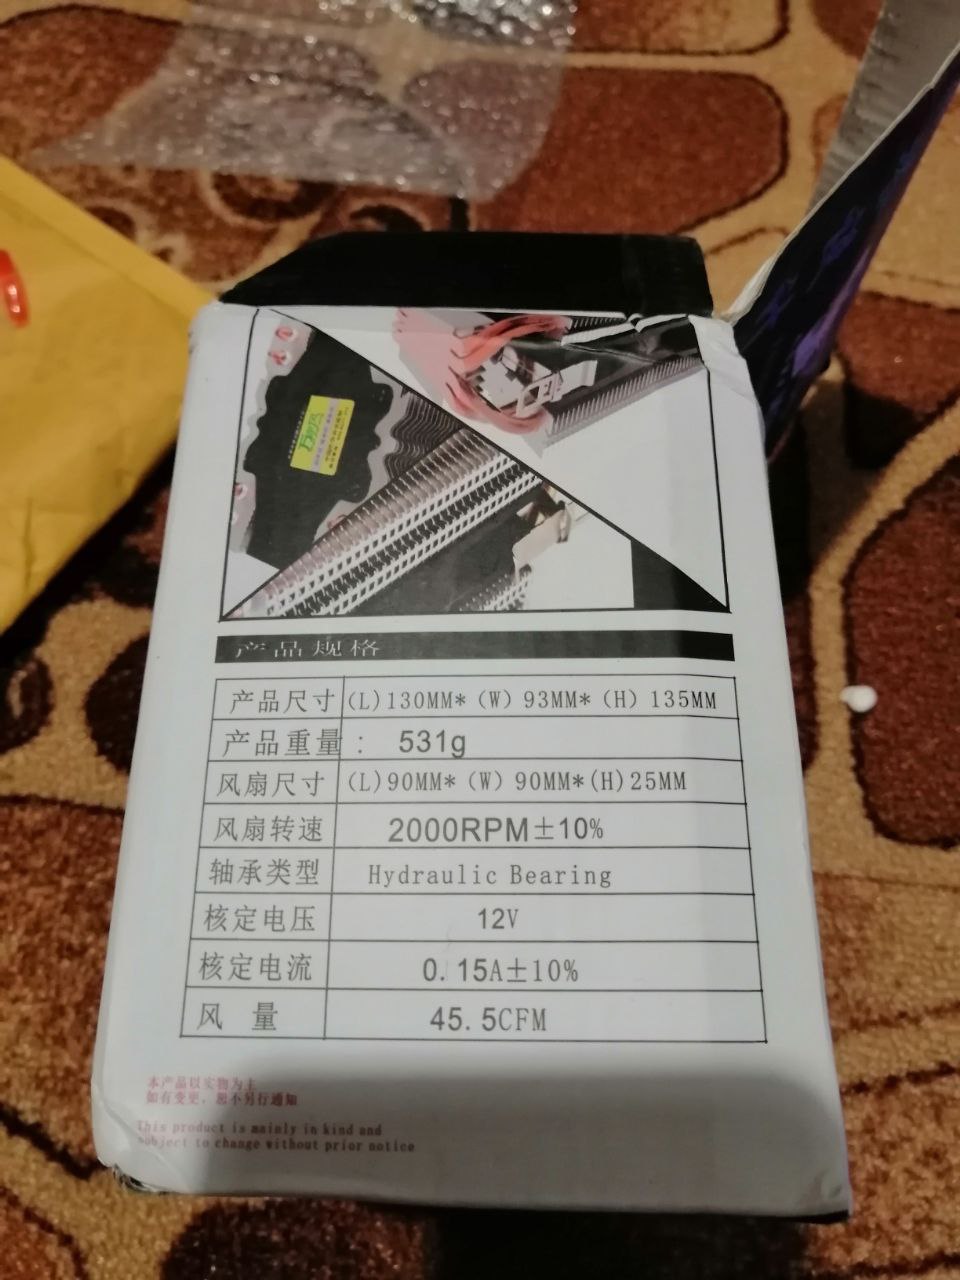 产品规格
产品尺寸 (L)130MM*（W）93MM*（H）135MM
产品重量： 531g
风扇尺寸 (L)90MM*（W）90MM*(H)25MM
风扇转速 2000RPM±10%
轴承类型 Hydraulic Bearing
核定电压 12V
核定电流 0.15A±10%
风 量 45.5CFM
本产品以实物为主
如有变更，恕不另行通知
This product is mainly in kind and
subject to change without prior notice